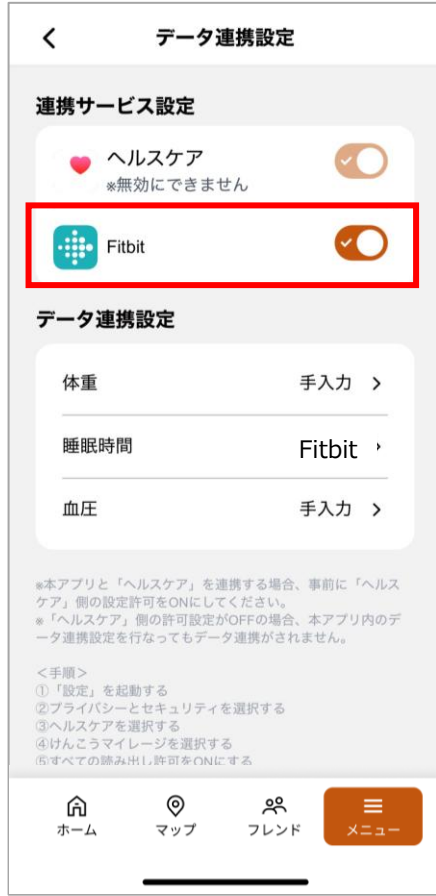 データ連携設定
連携サービス設定
ヘルスケア
※無効にできません
Fitbit
データ連携設定
体重 手入力
睡眠時間 Fitbit
血圧 手入力
※本アプリと「ヘルスケア」を連携する場合、事前に「ヘルス
ケア」側の設定許可をONにしてください。
※「ヘルスケア」側の許可設定がOFFの場合、本アプリ内のデ
ータ連携設定を行なってもデータ連携がされません。
＜手順＞
①「設定」を起動する
②プライバシーとセキュリティを選択する
③ヘルスケアを選択する
④けんこうマイレージを選択する
⑤すべての読み出し許可をONにする
ホーム マップ フレンド メニュー